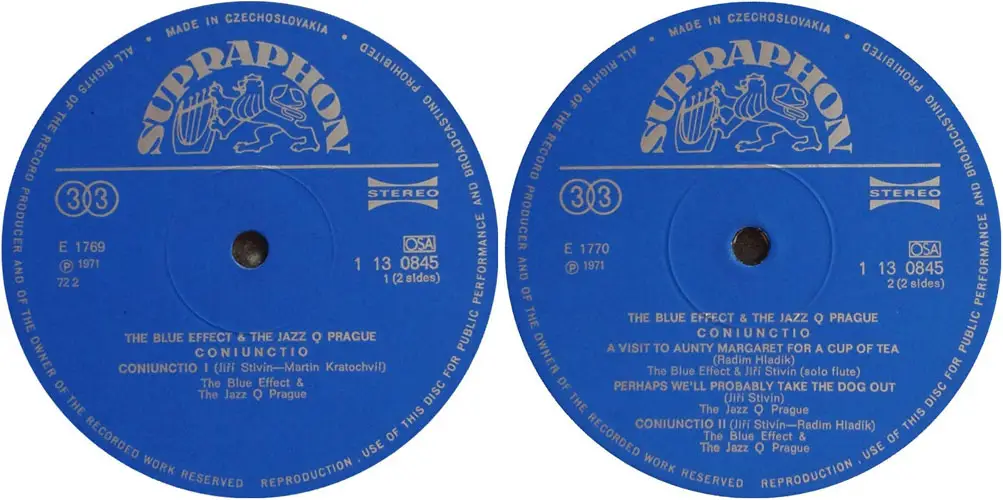 MADE IN CZECHOSLOVAKIA
ALL RIGHTS OF THE RECORD PRODUCER AND OF THE OWNER OF THE RECORDED WORK RESERVED REPRODUCTION, USE OF THIS DISC FOR PUBLIC PERFORMANCE AND BROADCASTING PROHIBITED
SUPRAPHON
33
STEREO
E 1769
OSA
Ⓟ 1971
1 13 0845
72 2
1 (2 sides)
THE BLUE EFFECT & THE JAZZ Q PRAGUE
CONIUNCTIO
CONIUNCTIO I (Jiří Stivín—Martin Kratochvíl)
The Blue Effect &
The Jazz Q Prague
MADE IN CZECHOSLOVAKIA
ALL RIGHTS OF THE RECORD PRODUCER AND OF THE OWNER OF THE RECORDED WORK RESERVED REPRODUCTION, USE OF THIS DISC FOR PUBLIC PERFORMANCE AND BROADCASTING PROHIBITED
SUPRAPHON
33
STEREO
E 1770
OSA
Ⓟ 1971
1 13 0845
2 (2 sides)
THE BLUE EFFECT & THE JAZZ Q PRAGUE
CONIUNCTIO
A VISIT TO AUNTY MARGARET FOR A CUP OF TEA
(Radim Hladík)
The Blue Effect & Jiří Stivín (solo flute)
PERHAPS WE'LL PROBABLY TAKE THE DOG OUT
(Jiří Stivín)
The Jazz Q Prague
CONIUNCTIO II (Jiří Stivín—Radim Hladík)
The Blue Effect &
The Jazz Q Prague